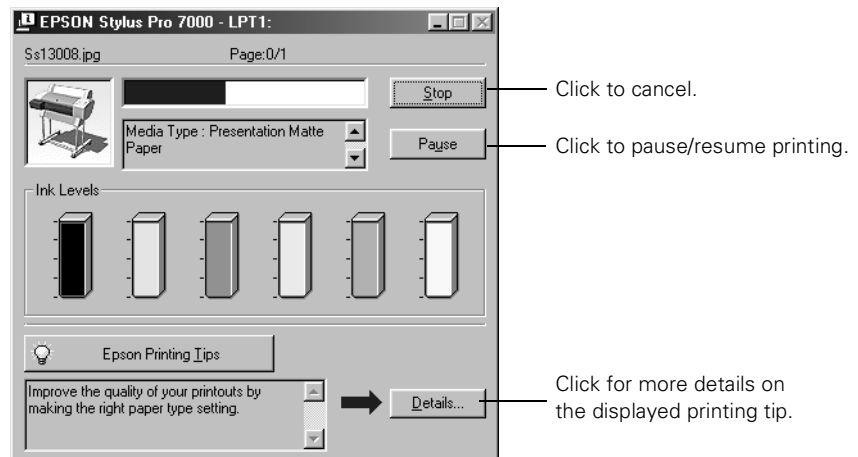 EPSON Stylus Pro 7000 - LPT1:
Ss13008.jpg Page:0/1
Stop
Click to cancel.
Media Type : Presentation Matte
Paper
Pause
Click to pause/resume printing.
Ink Levels
Epson Printing Tips
Improve the quality of your printouts by
making the right paper type setting.
Details...
Click for more details on
the displayed printing tip.